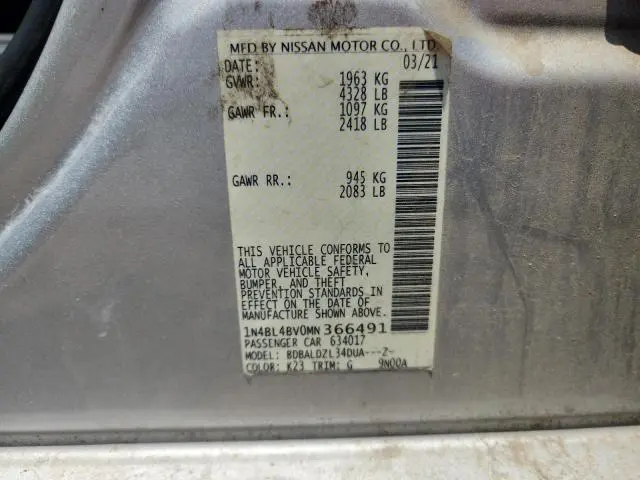 MFD BY NISSAN MOTOR CO., LTD.
DATE: 03/21
GVWR: 1963 KG
4328 LB
GAWR FR.: 1097 KG
2418 LB
GAWR RR.: 945 KG
2083 LB
THIS VEHICLE CONFORMS TO
ALL APPLICABLE FEDERAL
MOTOR VEHICLE SAFETY,
BUMPER, AND THEFT
PREVENTION STANDARDS IN
EFFECT ON THE DATE OF
MANUFACTURE SHOWN ABOVE.
1N4BL4BV0MN366491
PASSENGER CAR 634017
MODEL: BDBALDZL34DUA---Z-
COLOR: K23 TRIM: G 9N00A